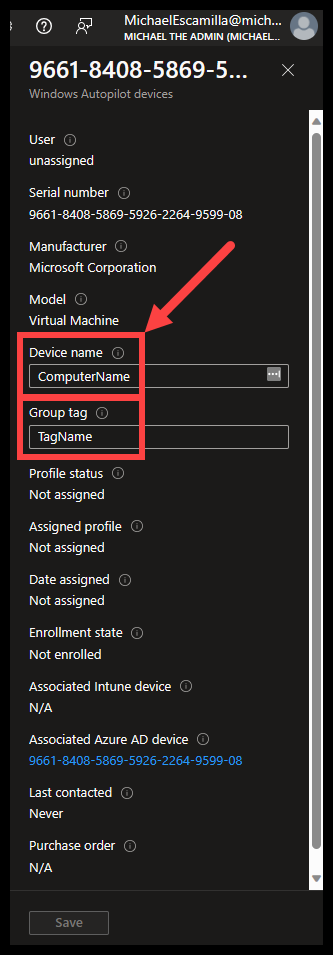 MichaelEscamilla@mich...
MICHAEL THE ADMIN (MICHAEL...
9661-8408-5869-5...
Windows Autopilot devices
User
unassigned
Serial number
9661-8408-5869-5926-2264-9599-08
Manufacturer
Microsoft Corporation
Model
Virtual Machine
Device name
ComputerName
Group tag
TagName
Profile status
Not assigned
Assigned profile
Not assigned
Date assigned
Not assigned
Enrollment state
Not enrolled
Associated Intune device
N/A
Associated Azure AD device
9661-8408-5869-5926-2264-9599-08
Last contacted
Never
Purchase order
N/A
Save